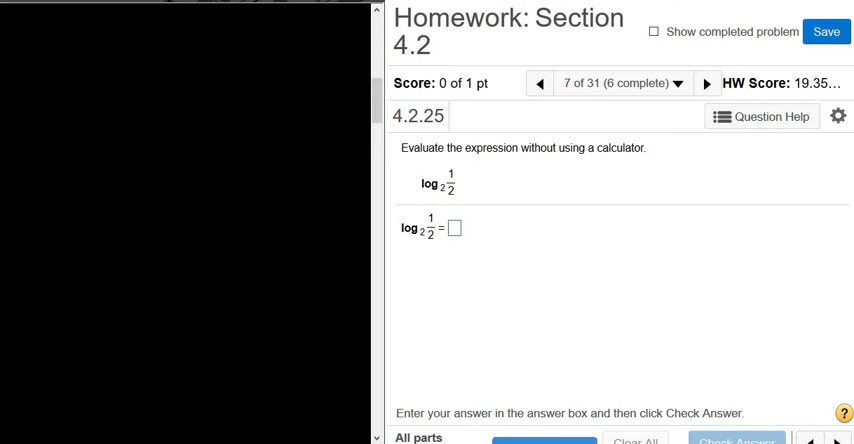 Homework: Section
4.2
Show completed problem
Save
Score: 0 of 1 pt
7 of 31 (6 complete)
HW Score: 19.35...
4.2.25
Question Help
Evaluate the expression without using a calculator.
log 2 1/2
log 2 1/2 =
Enter your answer in the answer box and then click Check Answer.
?
All parts
Clear All
Check Answer